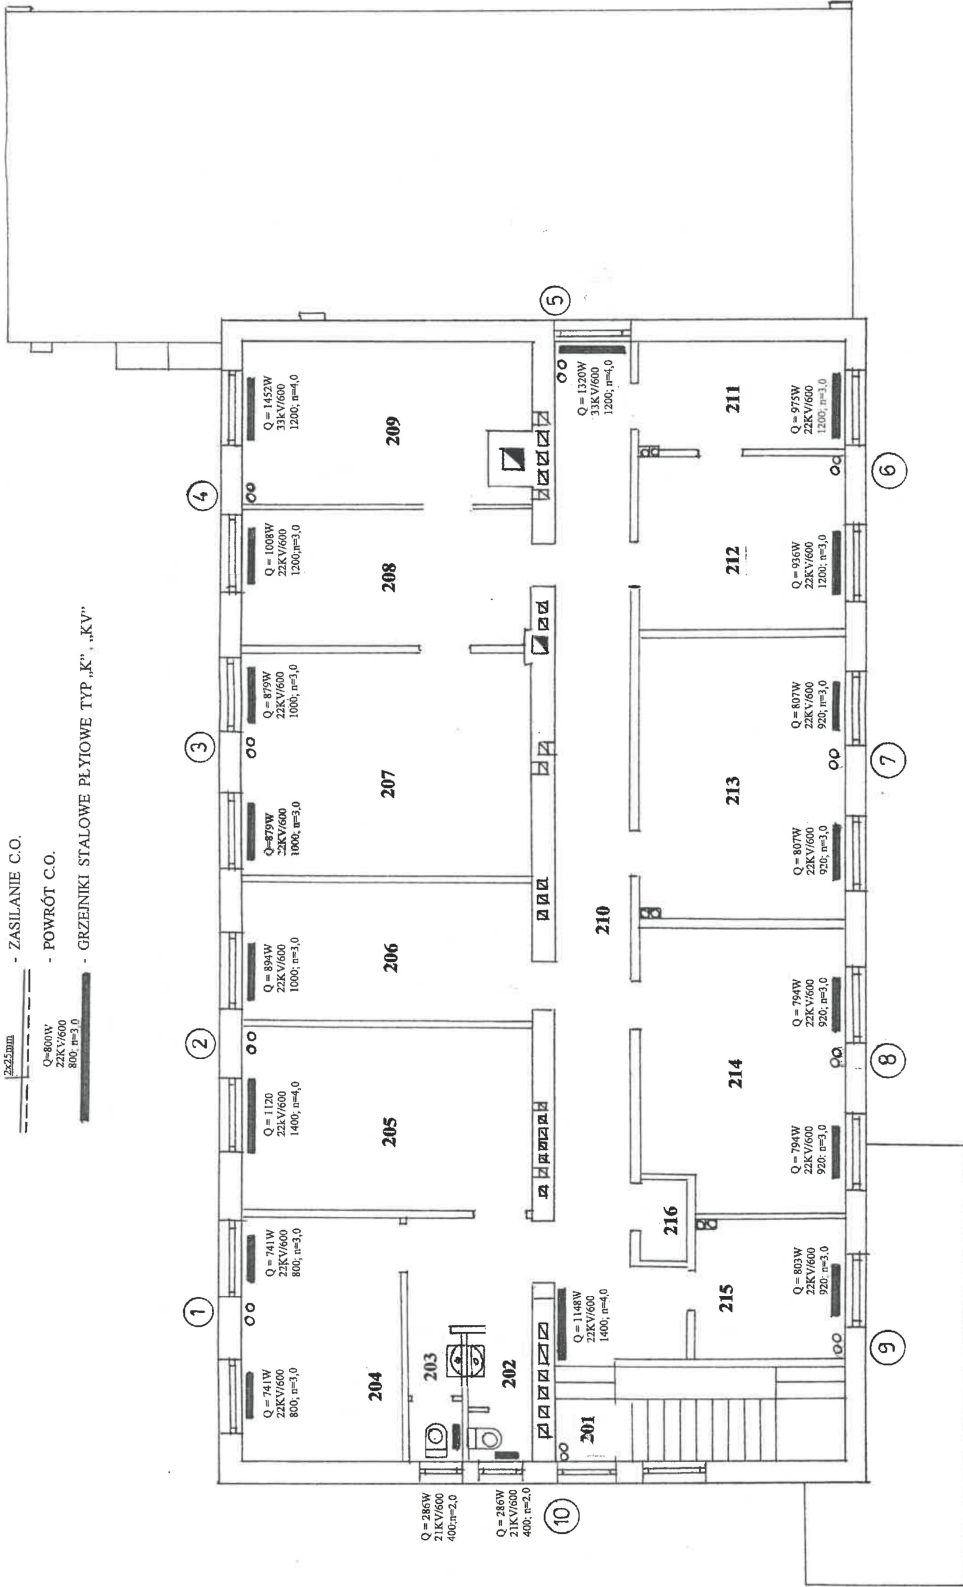 2x25mm
- ZASILANIE C.O.
- POWRÓT C.O.
Q=800W
22KV/600
800; n=3,0
- GRZEJNIKI STALOWE PŁYIOWE TYP „K”, „KV”
1
2
3
4
Q = 741W
22KV/600
800; n=3,0
Q = 741W
22KV/600
800; n=3,0
Q = 1120
22kV/600
1400; n=4,0
Q = 894W
22KV/600
1000; n=3,0
Q=879W
22KV/600
1000; n=3,0
Q = 879W
22KV/600
1000; n=3,0
Q = 1008W
22KV/600
1200;n=3,0
Q = 1452W
33kV/600
1200; n=4,0
204
205
206
207
208
209
203
202
Q = 286W
21KV/600
400;n=2,0
Q = 286W
21KV/600
400; n=2,0
10
201
Q = 1148W
22KV/600
1400; n=4,0
210
Q = 1320W
33KV/600
1200; n=4,0
5
216
215
214
213
212
211
Q = 803W
22KV/600
920; n=3.0
Q = 794W
22KV/600
920; n=3,0
Q = 794W
22KV/600
920; n=3,0
Q = 807W
22KV/600
920; n=3,0
Q = 807W
22KV/600
920; n=3,0
Q = 936W
22KV/600
1200; n=3,0
Q = 975W
22KV/600
1200; n=3,0
9
8
7
6